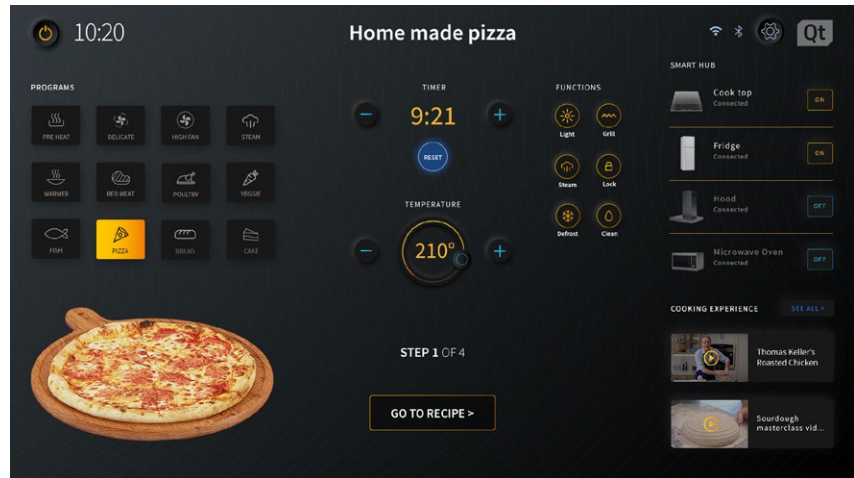 10:20
Home made pizza
Qt
PROGRAMS
PRE HEAT
DELICATE
HIGH FAN
STEAM
WARMER
RED MEAT
POULTRY
VEGGIE
FISH
PIZZA
BREAD
CAKE
TIMER
9:21
RESET
TEMPERATURE
210°
STEP 1 OF 4
GO TO RECIPE >
FUNCTIONS
Light
Grill
Steam
Lock
Defrost
Clean
SMART HUB
Cook top
Connected
ON
Fridge
Connected
ON
Hood
Connected
OFF
Microwave Oven
Connected
OFF
COOKING EXPERIENCE
SEE ALL >
Thomas Keller's
Roasted Chicken
Sourdough
masterclass vid...